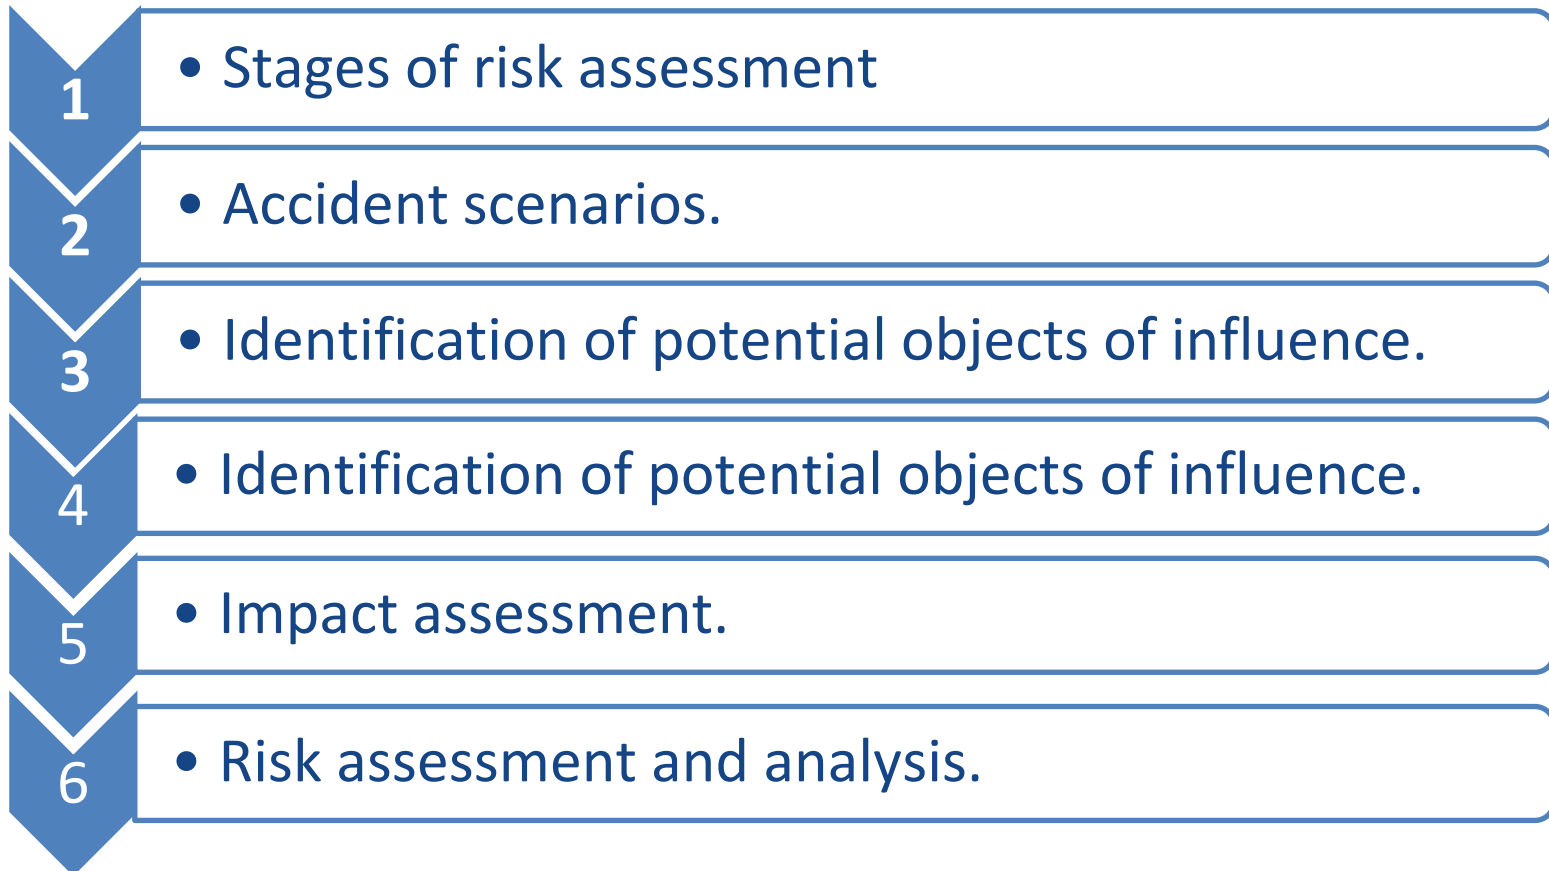 1
• Stages of risk assessment
2
• Accident scenarios.
3
• Identification of potential objects of influence.
4
• Identification of potential objects of influence.
5
• Impact assessment.
6
• Risk assessment and analysis.